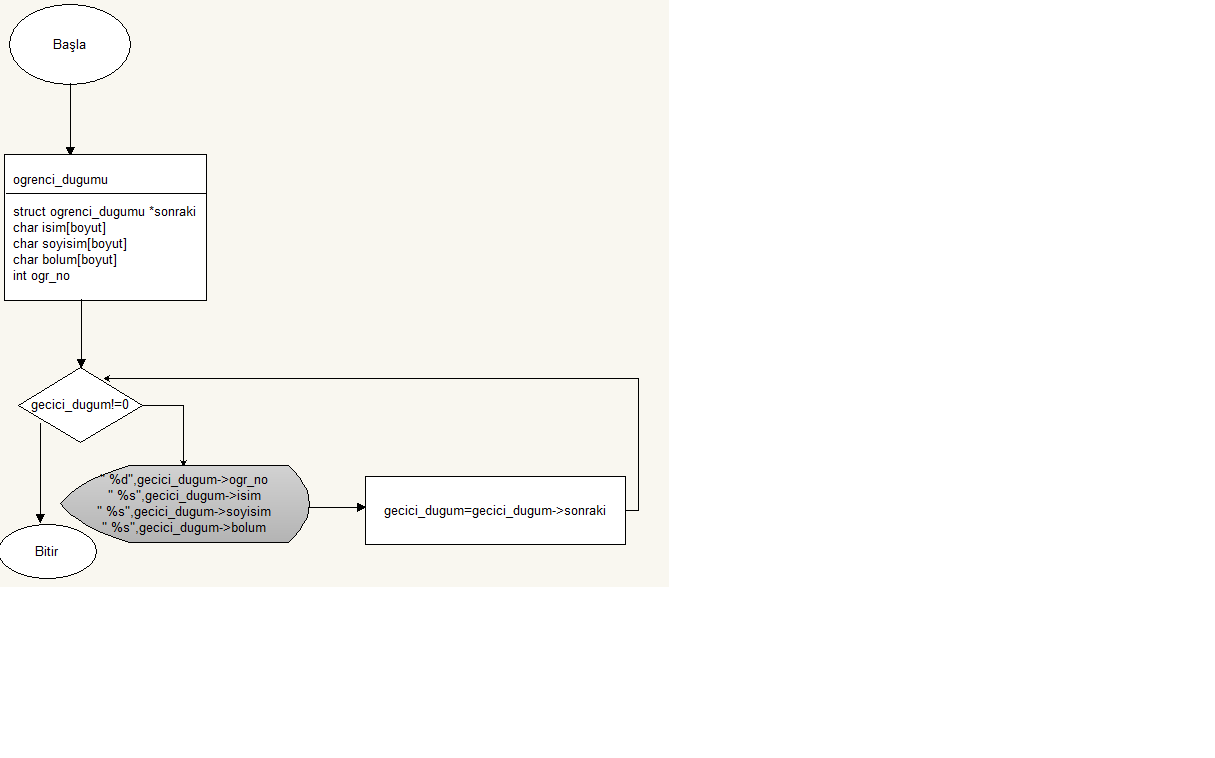 Başla
ogrenci_dugumu
struct ogrenci_dugumu *sonraki
char isim[boyut]
char soyisim[boyut]
char bolum[boyut]
int ogr_no
gecici_dugum!=0
" %d",gecici_dugum->ogr_no
" %s",gecici_dugum->isim
" %s",gecici_dugum->soyisim
" %s",gecici_dugum->bolum
gecici_dugum=gecici_dugum->sonraki
Bitir